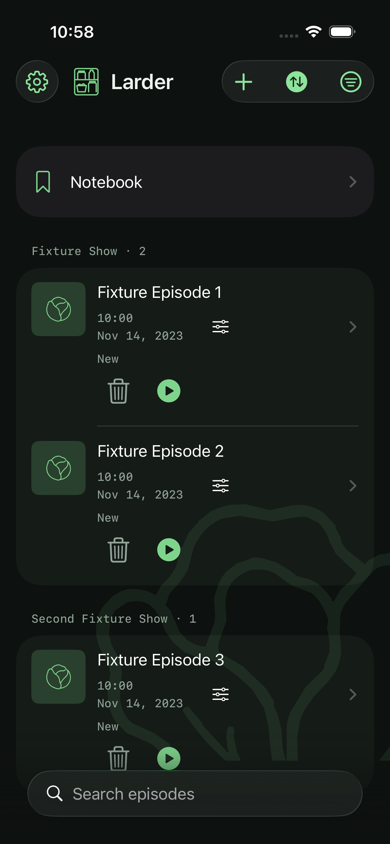 10:58
Larder
Notebook
Fixture Show · 2
Fixture Episode 1
10:00
Nov 14, 2023
New
Fixture Episode 2
10:00
Nov 14, 2023
New
Second Fixture Show · 1
Fixture Episode 3
10:00
Nov 14, 2023
New
Search episodes